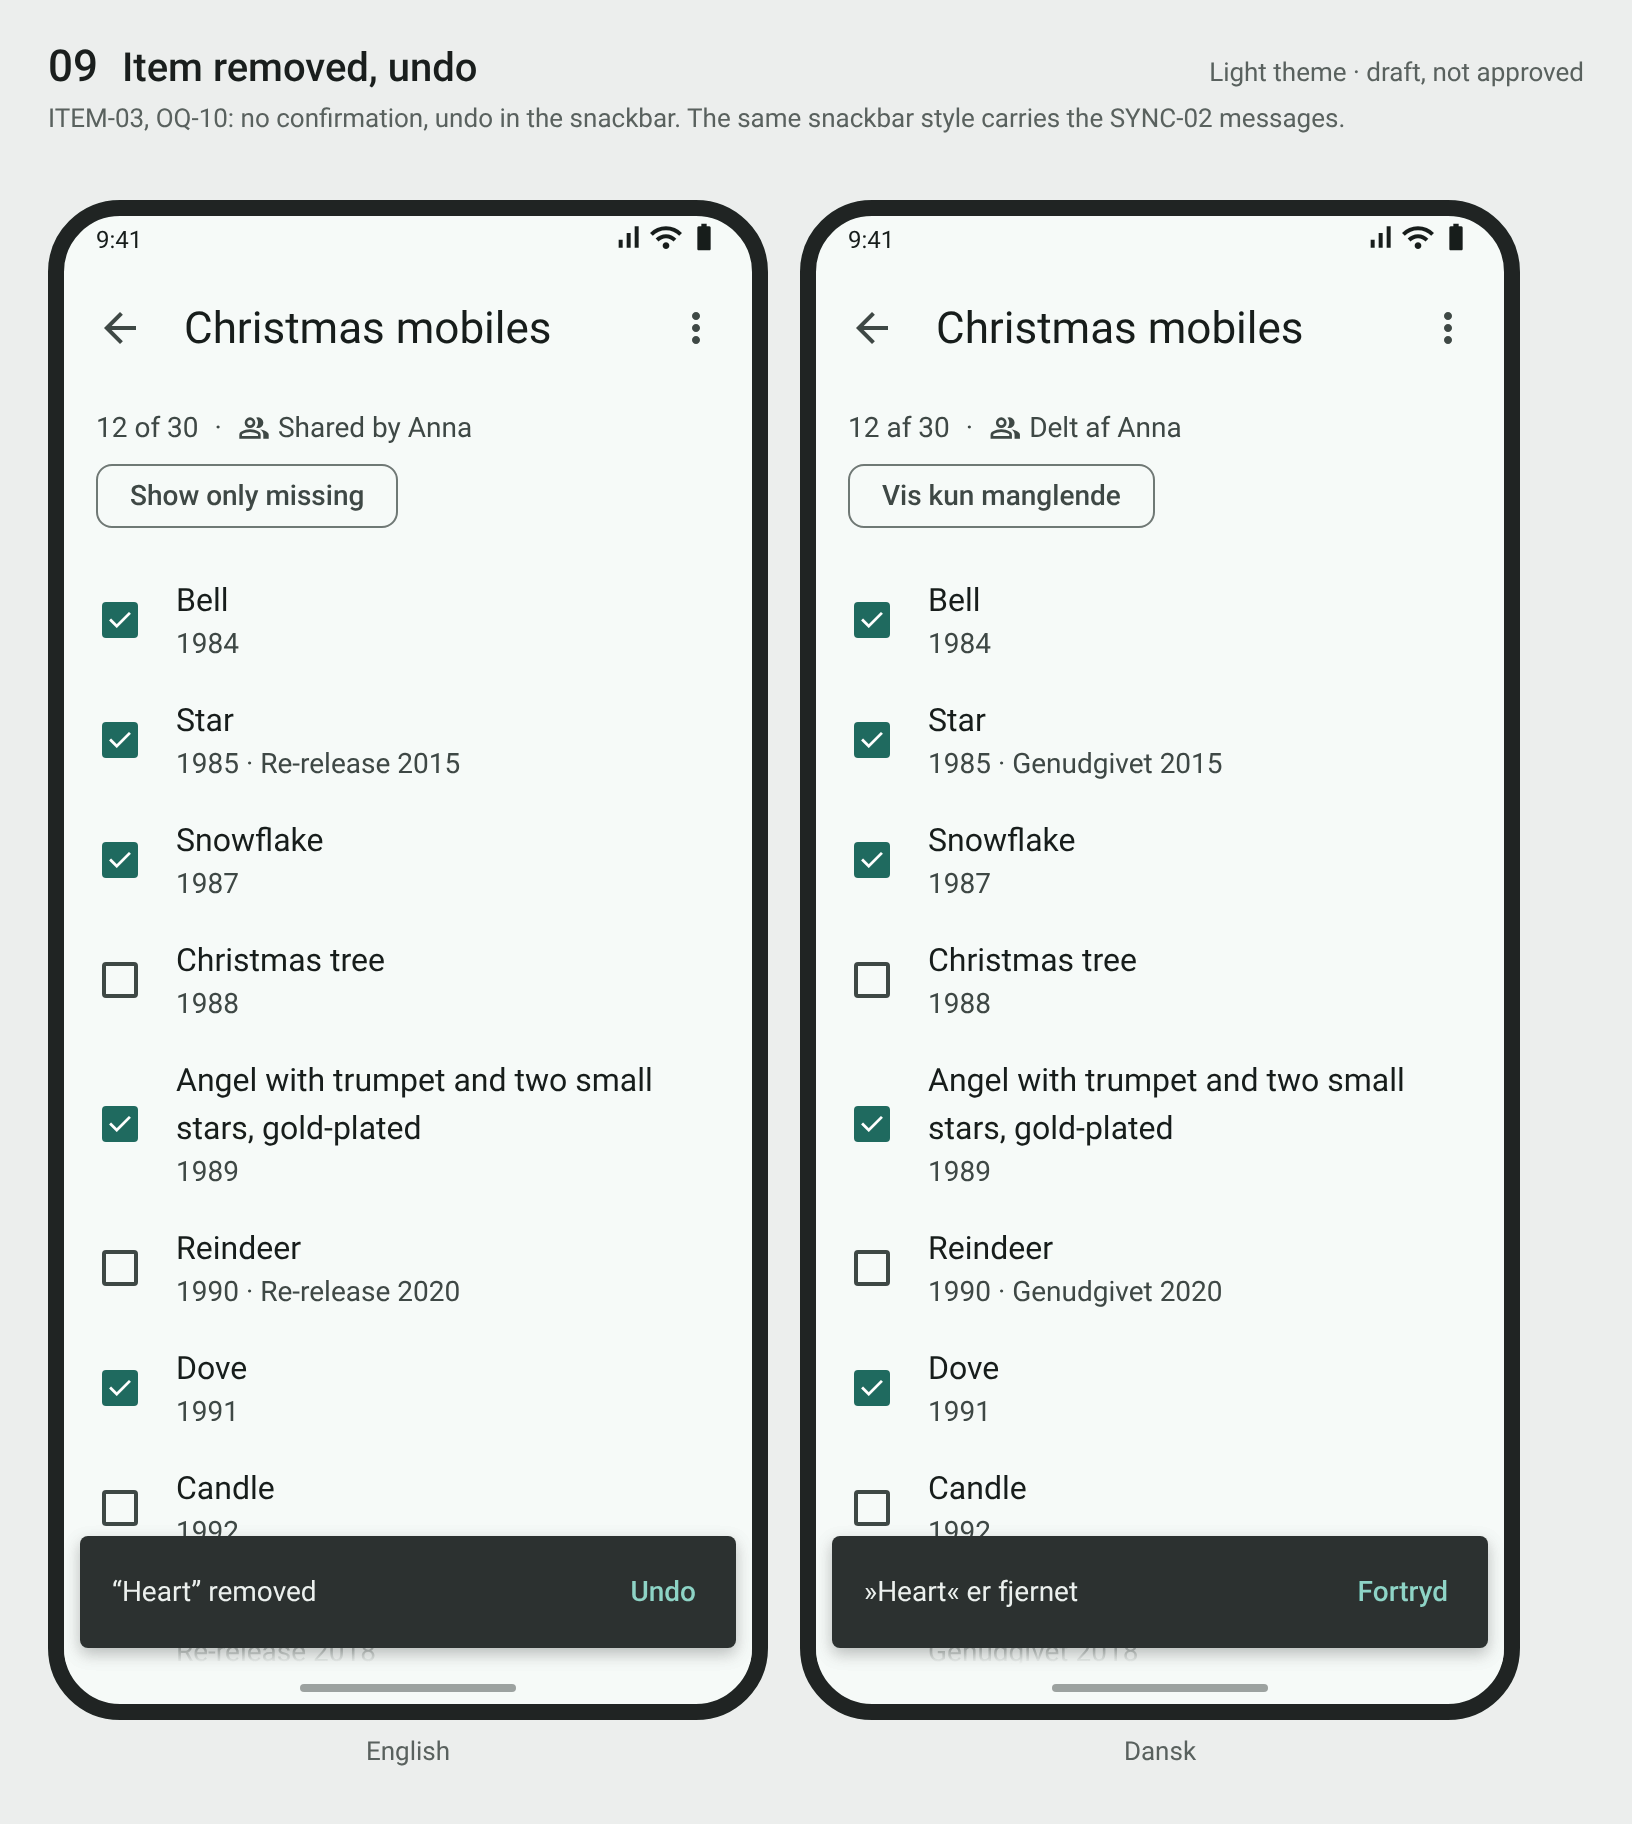 09 Item removed, undo
Light theme · draft, not approved
ITEM-03, OQ-10: no confirmation, undo in the snackbar. The same snackbar style carries the SYNC-02 messages.
9:41
Christmas mobiles
12 of 30 · Shared by Anna
Show only missing
Bell
1984
Star
1985 · Re-release 2015
Snowflake
1987
Christmas tree
1988
Angel with trumpet and two small
stars, gold-plated
1989
Reindeer
1990 · Re-release 2020
Dove
1991
Candle
1992
“Heart” removed
Undo
Re-release 2018
English
9:41
Christmas mobiles
12 af 30 · Delt af Anna
Vis kun manglende
Bell
1984
Star
1985 · Genudgivet 2015
Snowflake
1987
Christmas tree
1988
Angel with trumpet and two small
stars, gold-plated
1989
Reindeer
1990 · Genudgivet 2020
Dove
1991
Candle
1992
»Heart« er fjernet
Fortryd
Genudgivet 2018
Dansk